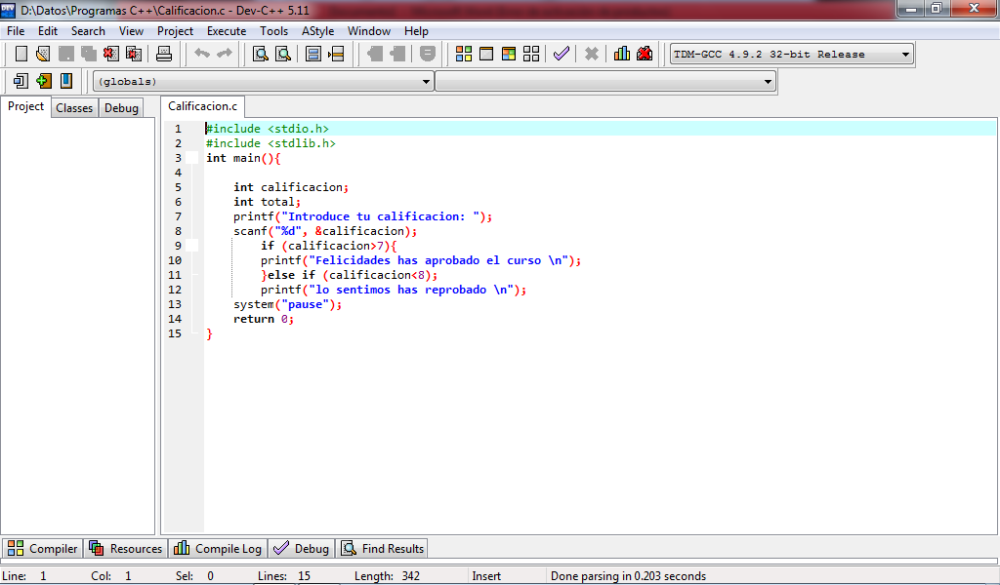 D:\Datos\Programas C++\Calificacion.c - Dev-C++ 5.11
File Edit Search View Project Execute Tools AStyle Window Help
TDM-GCC 4.9.2 32-bit Release
(globals)
Project Classes Debug
Calificacion.c
1 #include <stdio.h>
2 #include <stdlib.h>
3 int main(){
4
5 int calificacion;
6 int total;
7 printf("Introduce tu calificacion: ");
8 scanf("%d", &calificacion);
9 if (calificacion>7){
10 printf("Felicidades has aprobado el curso \n");
11 }else if (calificacion<8);
12 printf("lo sentimos has reprobado \n");
13 system("pause");
14 return 0;
15 }
Compiler Resources Compile Log Debug Find Results
Line: 1 Col: 1 Sel: 0 Lines: 15 Length: 342 Insert Done parsing in 0.203 seconds